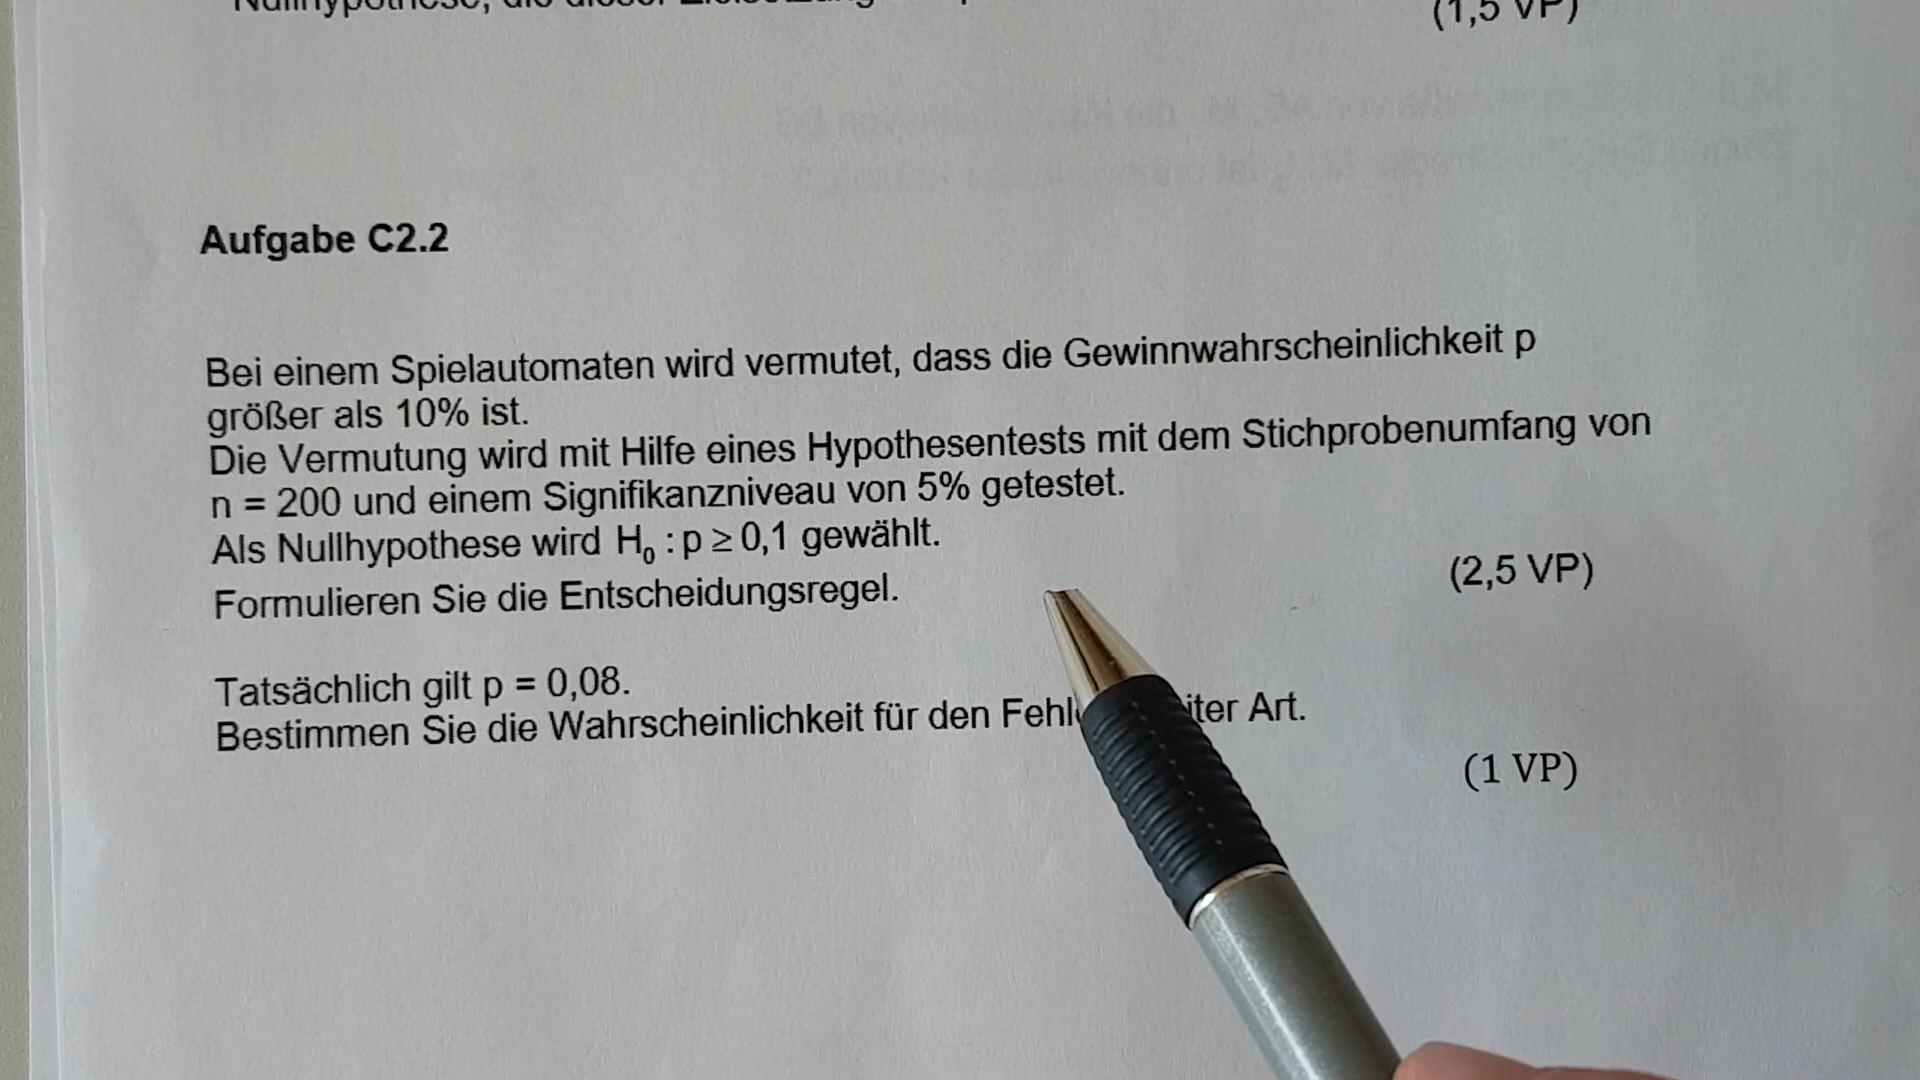 (1,5 VP)
Aufgabe C2.2
Bei einem Spielautomaten wird vermutet, dass die Gewinnwahrscheinlichkeit p
größer als 10% ist.
Die Vermutung wird mit Hilfe eines Hypothesentests mit dem Stichprobenumfang von
n = 200 und einem Signifikanzniveau von 5% getestet.
Als Nullhypothese wird H₀ : p ≥ 0,1 gewählt.
Formulieren Sie die Entscheidungsregel.
(2,5 VP)
Tatsächlich gilt p = 0,08.
Bestimmen Sie die Wahrscheinlichkeit für den Art.
(1 VP)